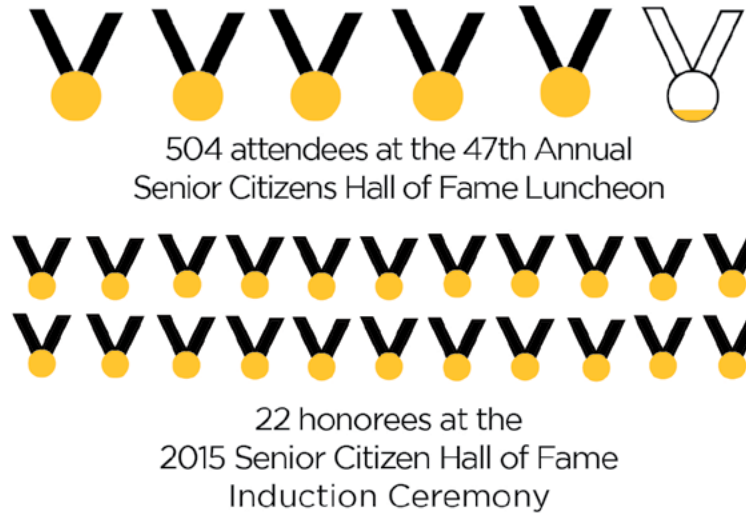 504 attendees at the 47th Annual
Senior Citizens Hall of Fame Luncheon
22 honorees at the
2015 Senior Citizen Hall of Fame
Induction Ceremony